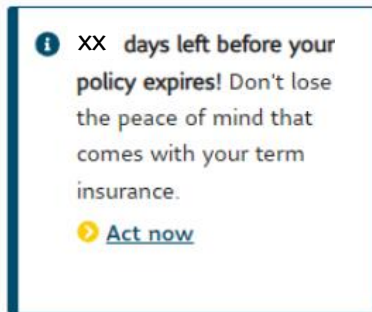 XX days left before your
policy expires! Don't lose
the peace of mind that
comes with your term
insurance.
Act now